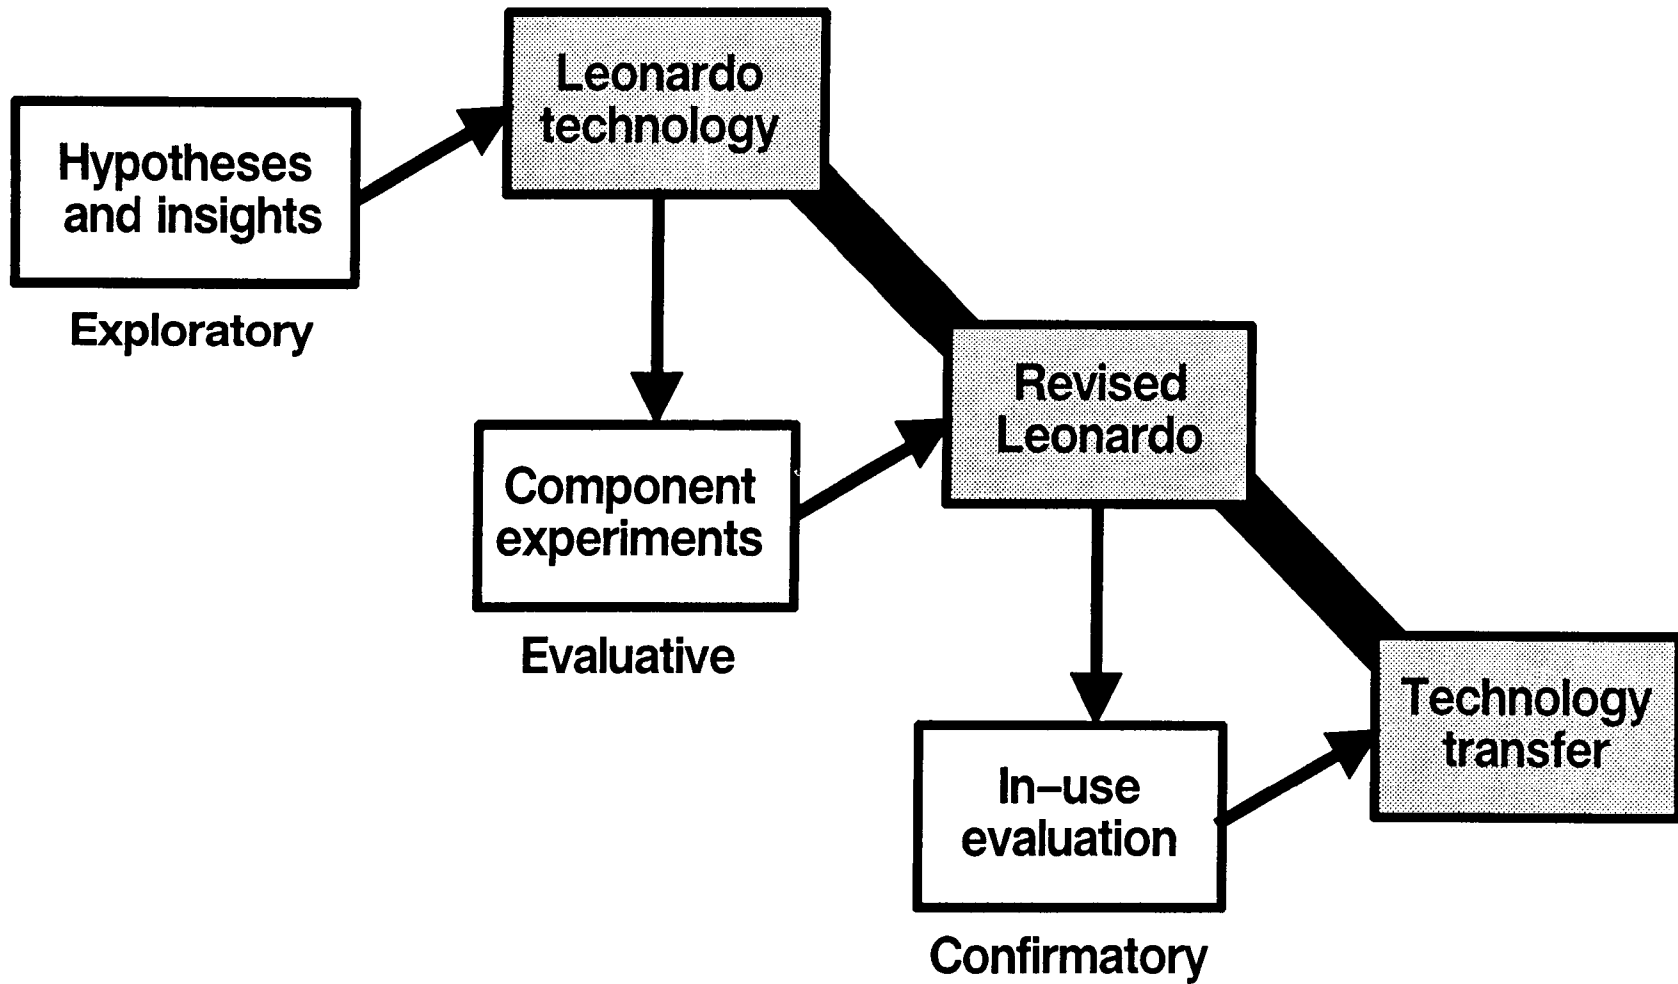 Leonardo
technology
Hypotheses
and insights
Exploratory
Revised
Leonardo
Component
experiments
Evaluative
Technology
transfer
In–use
evaluation
Confirmatory